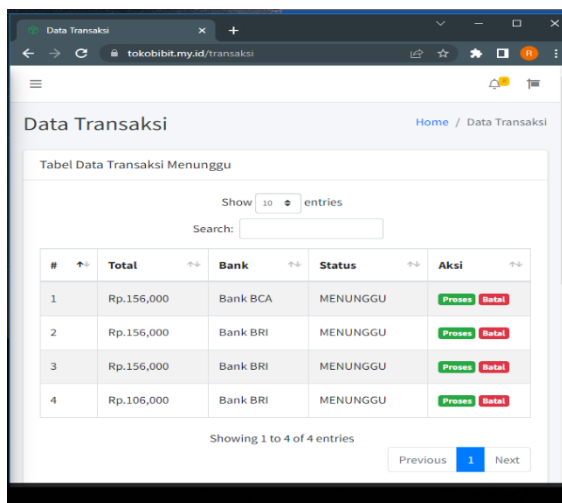 Data Transaksi
tokobibit.my.id/transaksi
Data Transaksi
Home / Data Transaksi
Tabel Data Transaksi Menunggu
Show 10 entries
Search:
# Total Bank Status Aksi
1 Rp.156,000 Bank BCA MENUNGGU Proses Batal
2 Rp.156,000 Bank BRI MENUNGGU Proses Batal
3 Rp.156,000 Bank BRI MENUNGGU Proses Batal
4 Rp.106,000 Bank BRI MENUNGGU Proses Batal
Showing 1 to 4 of 4 entries
Previous 1 Next